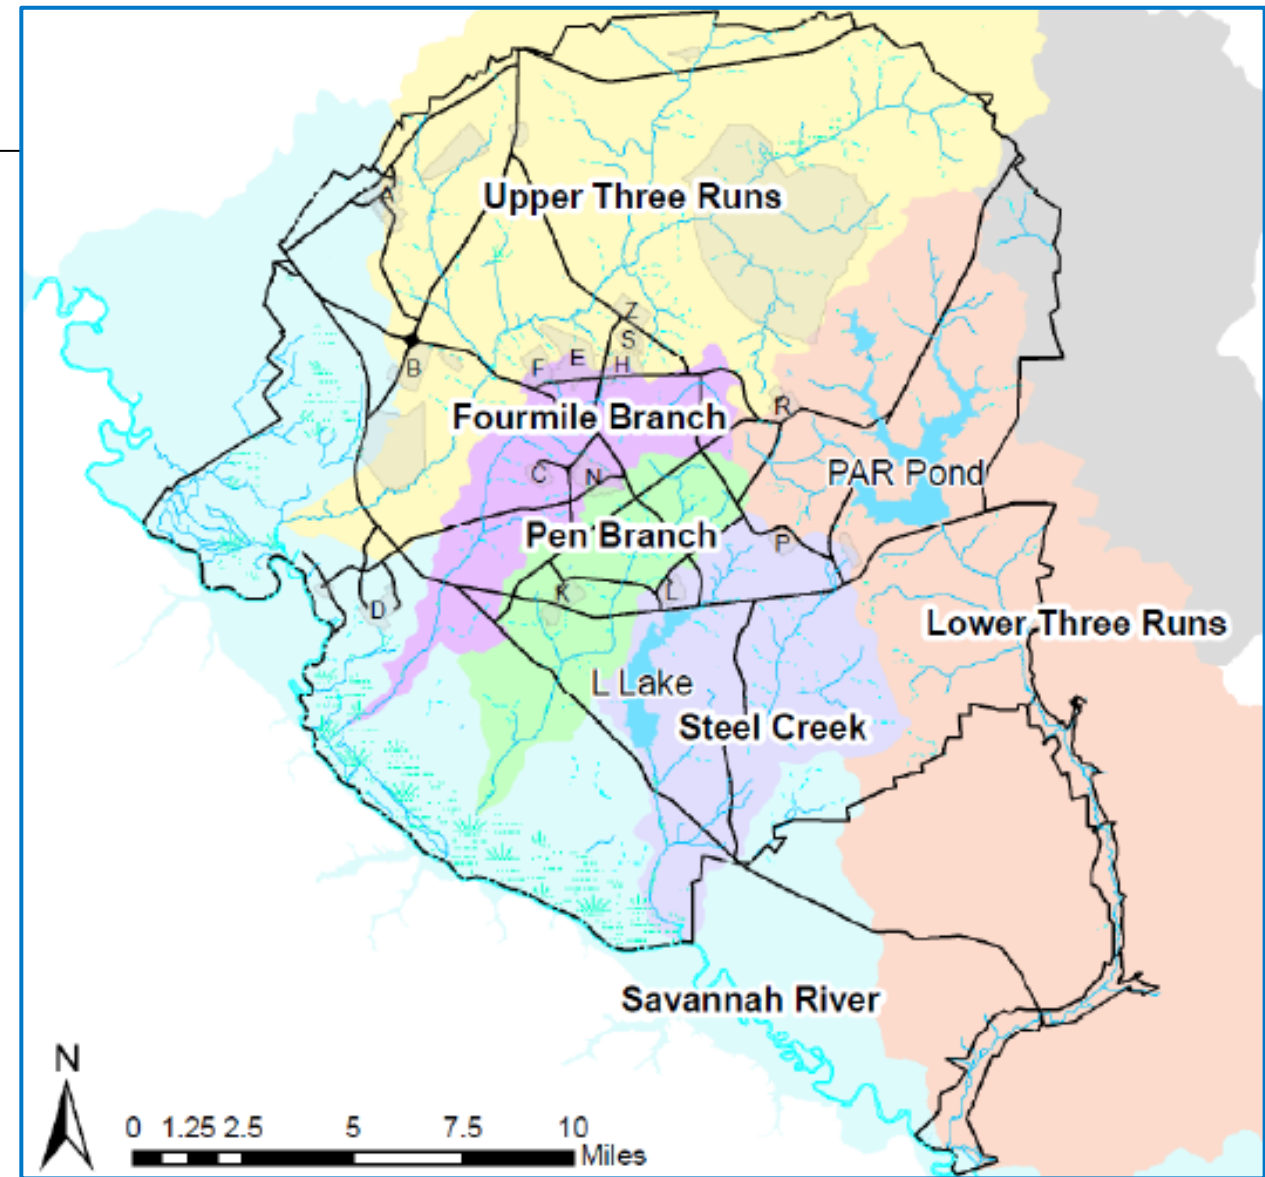 Upper Three Runs
Z
S
F E H
B
R
Fourmile Branch
C N
PAR Pond
Pen Branch
P
K L
D
Lower Three Runs
L Lake
Steel Creek
Savannah River
N
0 1.25 2.5 5 7.5 10
Miles